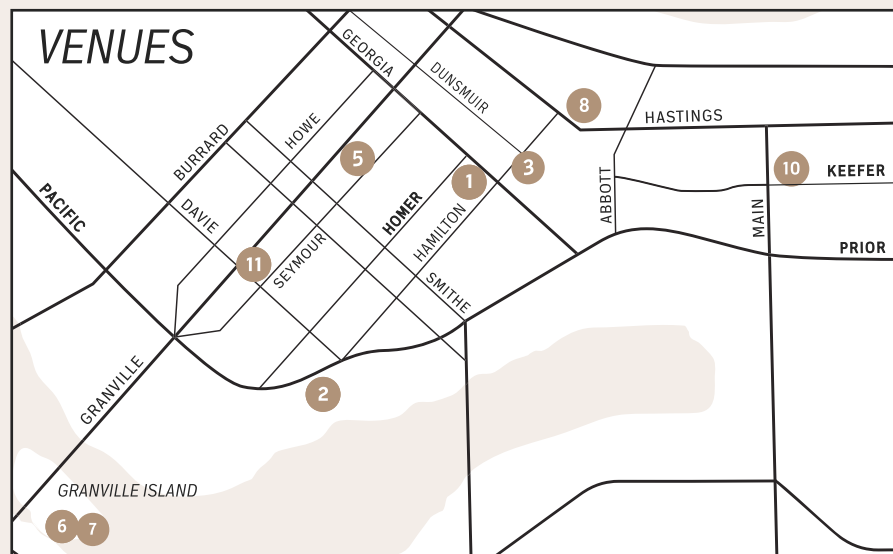 VENUES
GEORGIA
DUNSMUIR
8
HASTINGS
HOWE
BURRARD
5
3
10
KEEFER
1
PACIFIC
DAVIE
HOMER
HAMILTON
ABBOTT
MAIN
PRIOR
11
SEYMOUR
SMITHE
GRANVILLE
2
GRANVILLE ISLAND
6
7